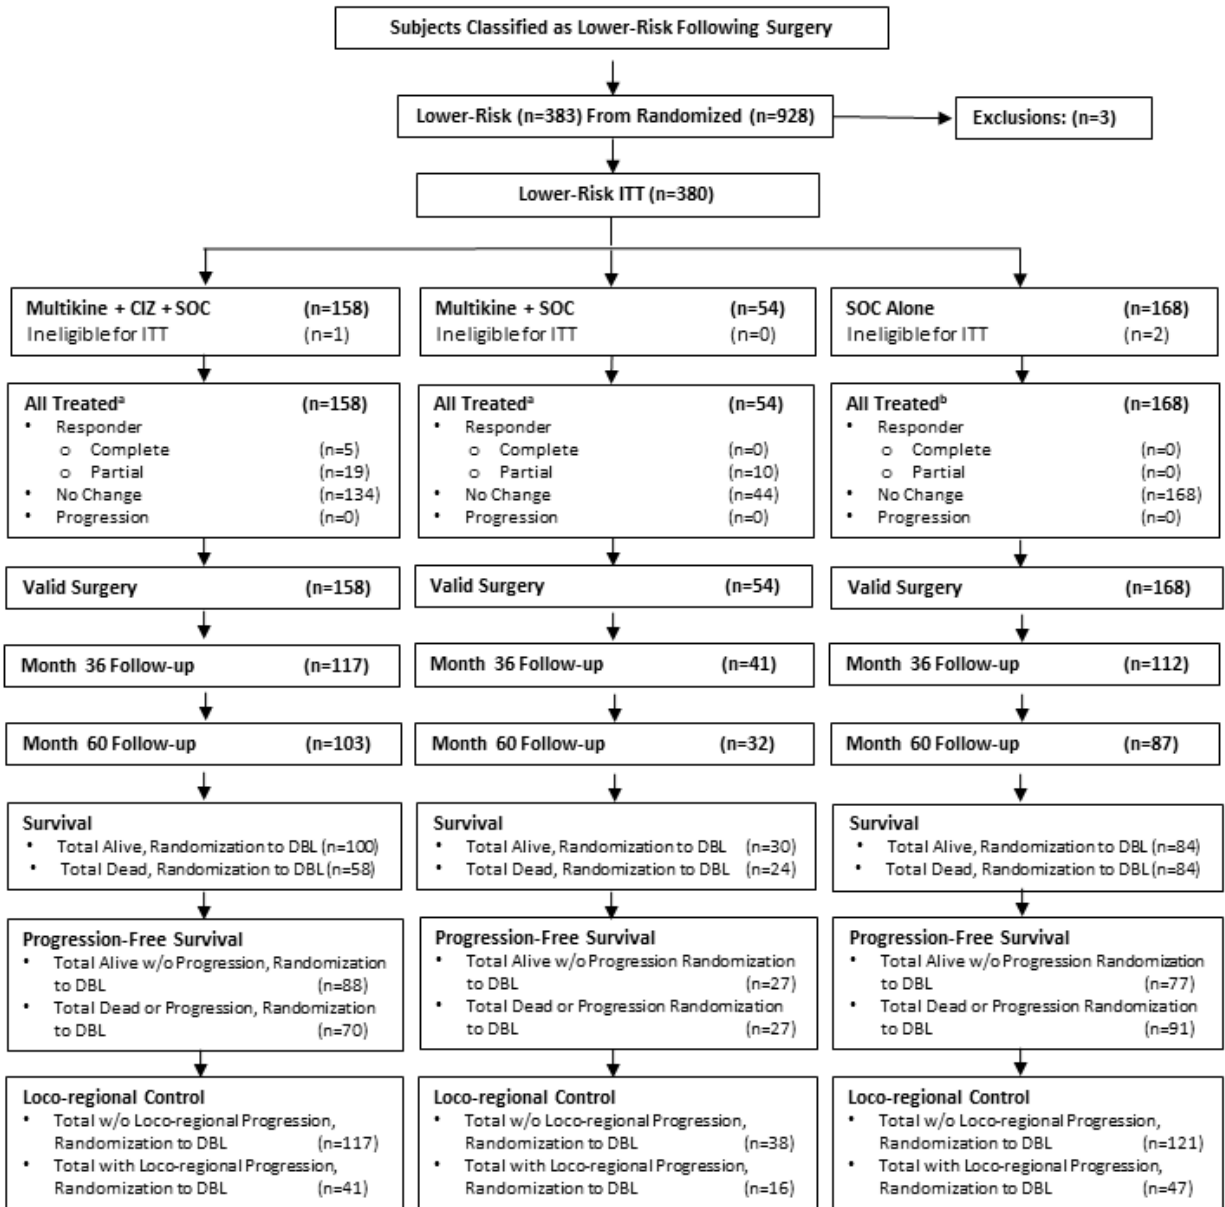 Subjects Classified as Lower-Risk Following Surgery
Lower-Risk (n=383) From Randomized (n=928)
Exclusions: (n=3)
Lower-Risk ITT (n=380)
Multikine + CIZ + SOC (n=158)
Ineligible for ITT (n=1)
Multikine + SOC (n=54)
Ineligible for ITT (n=0)
SOC Alone (n=168)
Ineligible for ITT (n=2)
All Treatedᵃ (n=158)
• Responder
o Complete (n=5)
o Partial (n=19)
• No Change (n=134)
• Progression (n=0)
All Treatedᵃ (n=54)
• Responder
o Complete (n=0)
o Partial (n=10)
• No Change (n=44)
• Progression (n=0)
All Treatedᵇ (n=168)
• Responder
o Complete (n=0)
o Partial (n=0)
• No Change (n=168)
• Progression (n=0)
Valid Surgery (n=158)
Valid Surgery (n=54)
Valid Surgery (n=168)
Month 36 Follow-up (n=117)
Month 36 Follow-up (n=41)
Month 36 Follow-up (n=112)
Month 60 Follow-up (n=103)
Month 60 Follow-up (n=32)
Month 60 Follow-up (n=87)
Survival
• Total Alive, Randomization to DBL (n=100)
• Total Dead, Randomization to DBL (n=58)
Survival
• Total Alive, Randomization to DBL (n=30)
• Total Dead, Randomization to DBL (n=24)
Survival
• Total Alive, Randomization to DBL (n=84)
• Total Dead, Randomization to DBL (n=84)
Progression-Free Survival
• Total Alive w/o Progression, Randomization
to DBL (n=88)
• Total Dead or Progression, Randomization
to DBL (n=70)
Progression-Free Survival
• Total Alive w/o Progression Randomization
to DBL (n=27)
• Total Dead or Progression Randomization
to DBL (n=27)
Progression-Free Survival
• Total Alive w/o Progression Randomization
to DBL (n=77)
• Total Dead or Progression Randomization
to DBL (n=91)
Loco-regional Control
• Total w/o Loco-regional Progression,
Randomization to DBL (n=117)
• Total with Loco-regional Progression,
Randomization to DBL (n=41)
Loco-regional Control
• Total w/o Loco-regional Progression,
Randomization to DBL (n=38)
• Total with Loco-regional Progression,
Randomization to DBL (n=16)
Loco-regional Control
• Total w/o Loco-regional Progression,
Randomization to DBL (n=121)
• Total with Loco-regional Progression,
Randomization to DBL (n=47)